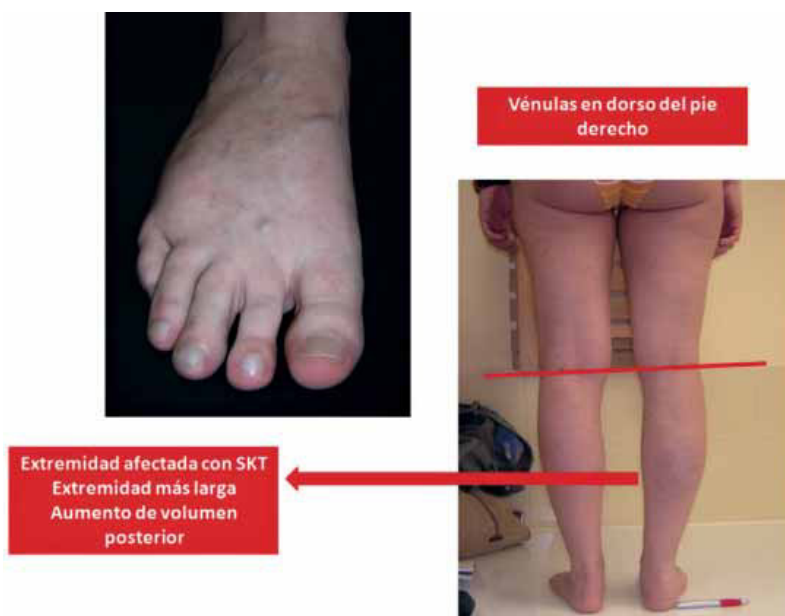 Vénulas en dorso del pie
derecho
Extremidad afectada con SKT
Extremidad más larga
Aumento de volumen
posterior